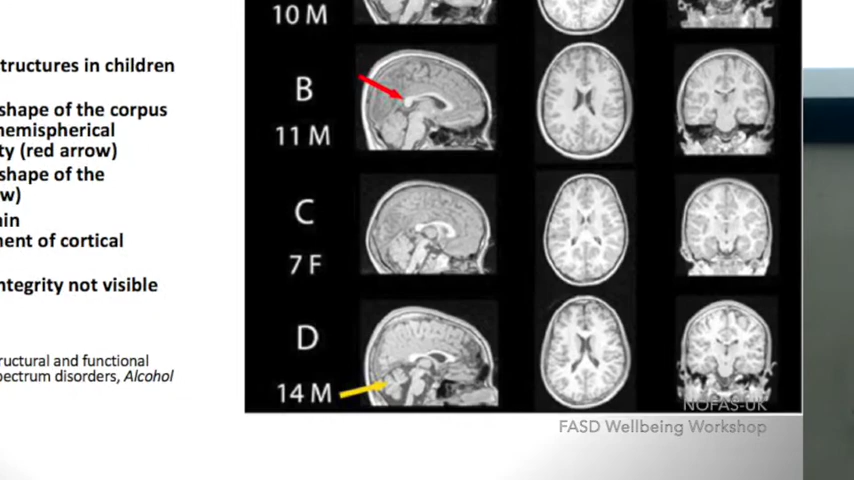 tructures in children
shape of the corpus
hemispherical
ty (red arrow)
shape of the
w)
in
ment of cortical
ntegrity not visible
ructural and functional
pectrum disorders, Alcohol
10 M
B
11 M
C
7 F
D
14 M
NOFAS-UK
FASD Wellbeing Workshop